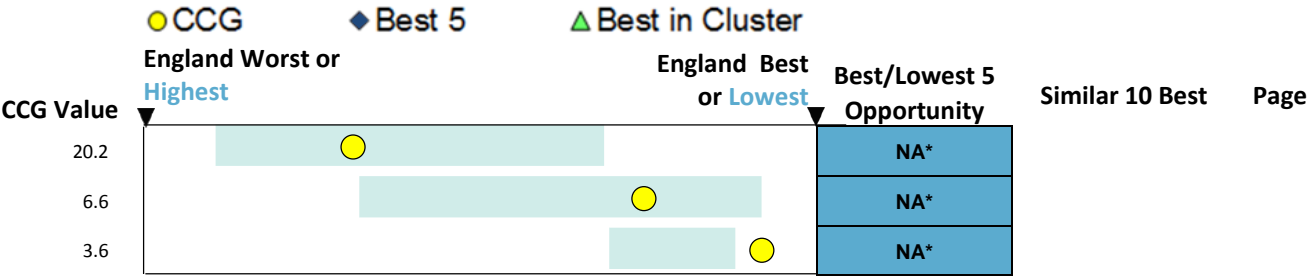 CCG Best 5 Best in Cluster
England Worst or
Highest
England Best
or Lowest
Best/Lowest 5
Opportunity
Similar 10 Best
Page
CCG Value
20.2 NA*
6.6 NA*
3.6 NA*